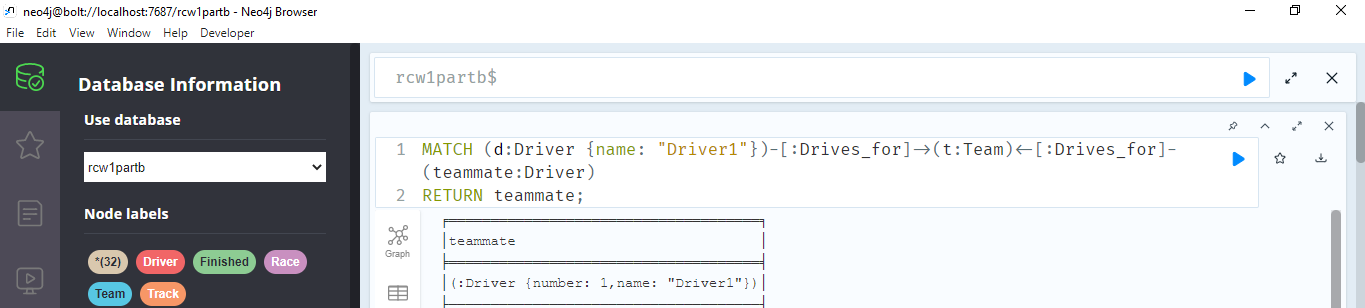 neo4j@bolt://localhost:7687/rcw1partb - Neo4j Browser
File Edit View Window Help Developer
Database Information
Use database
rcw1partb
Node labels
*(32) Driver Finished Race
Team Track
rcw1partb$
1 MATCH (d:Driver {name: "Driver1"})-[:Drives_for]->(t:Team)<-[:Drives_for]-
(teammate:Driver)
2 RETURN teammate;
Graph
teammate
(:Driver {number: 1,name: "Driver1"})